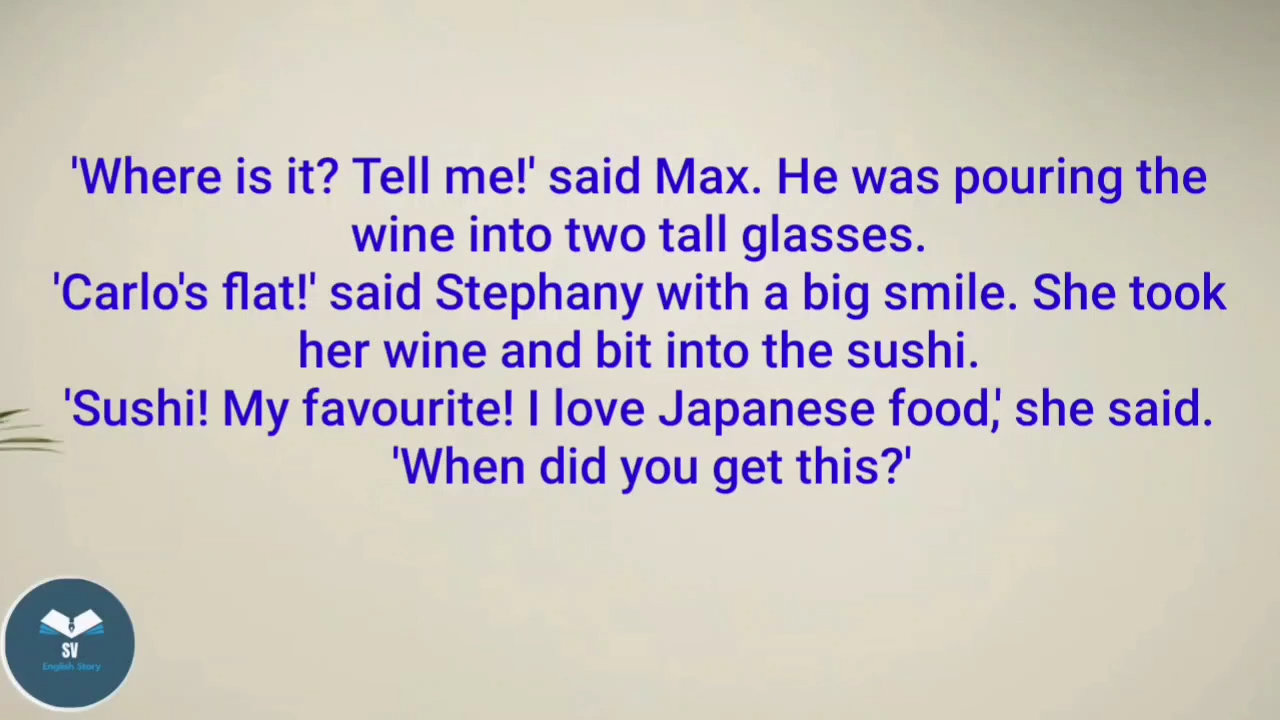 'Where is it? Tell me!' said Max. He was pouring the
wine into two tall glasses.
'Carlo's flat!' said Stephany with a big smile. She took
her wine and bit into the sushi.
'Sushi! My favourite! I love Japanese food,' she said.
'When did you get this?'
SV
English Story